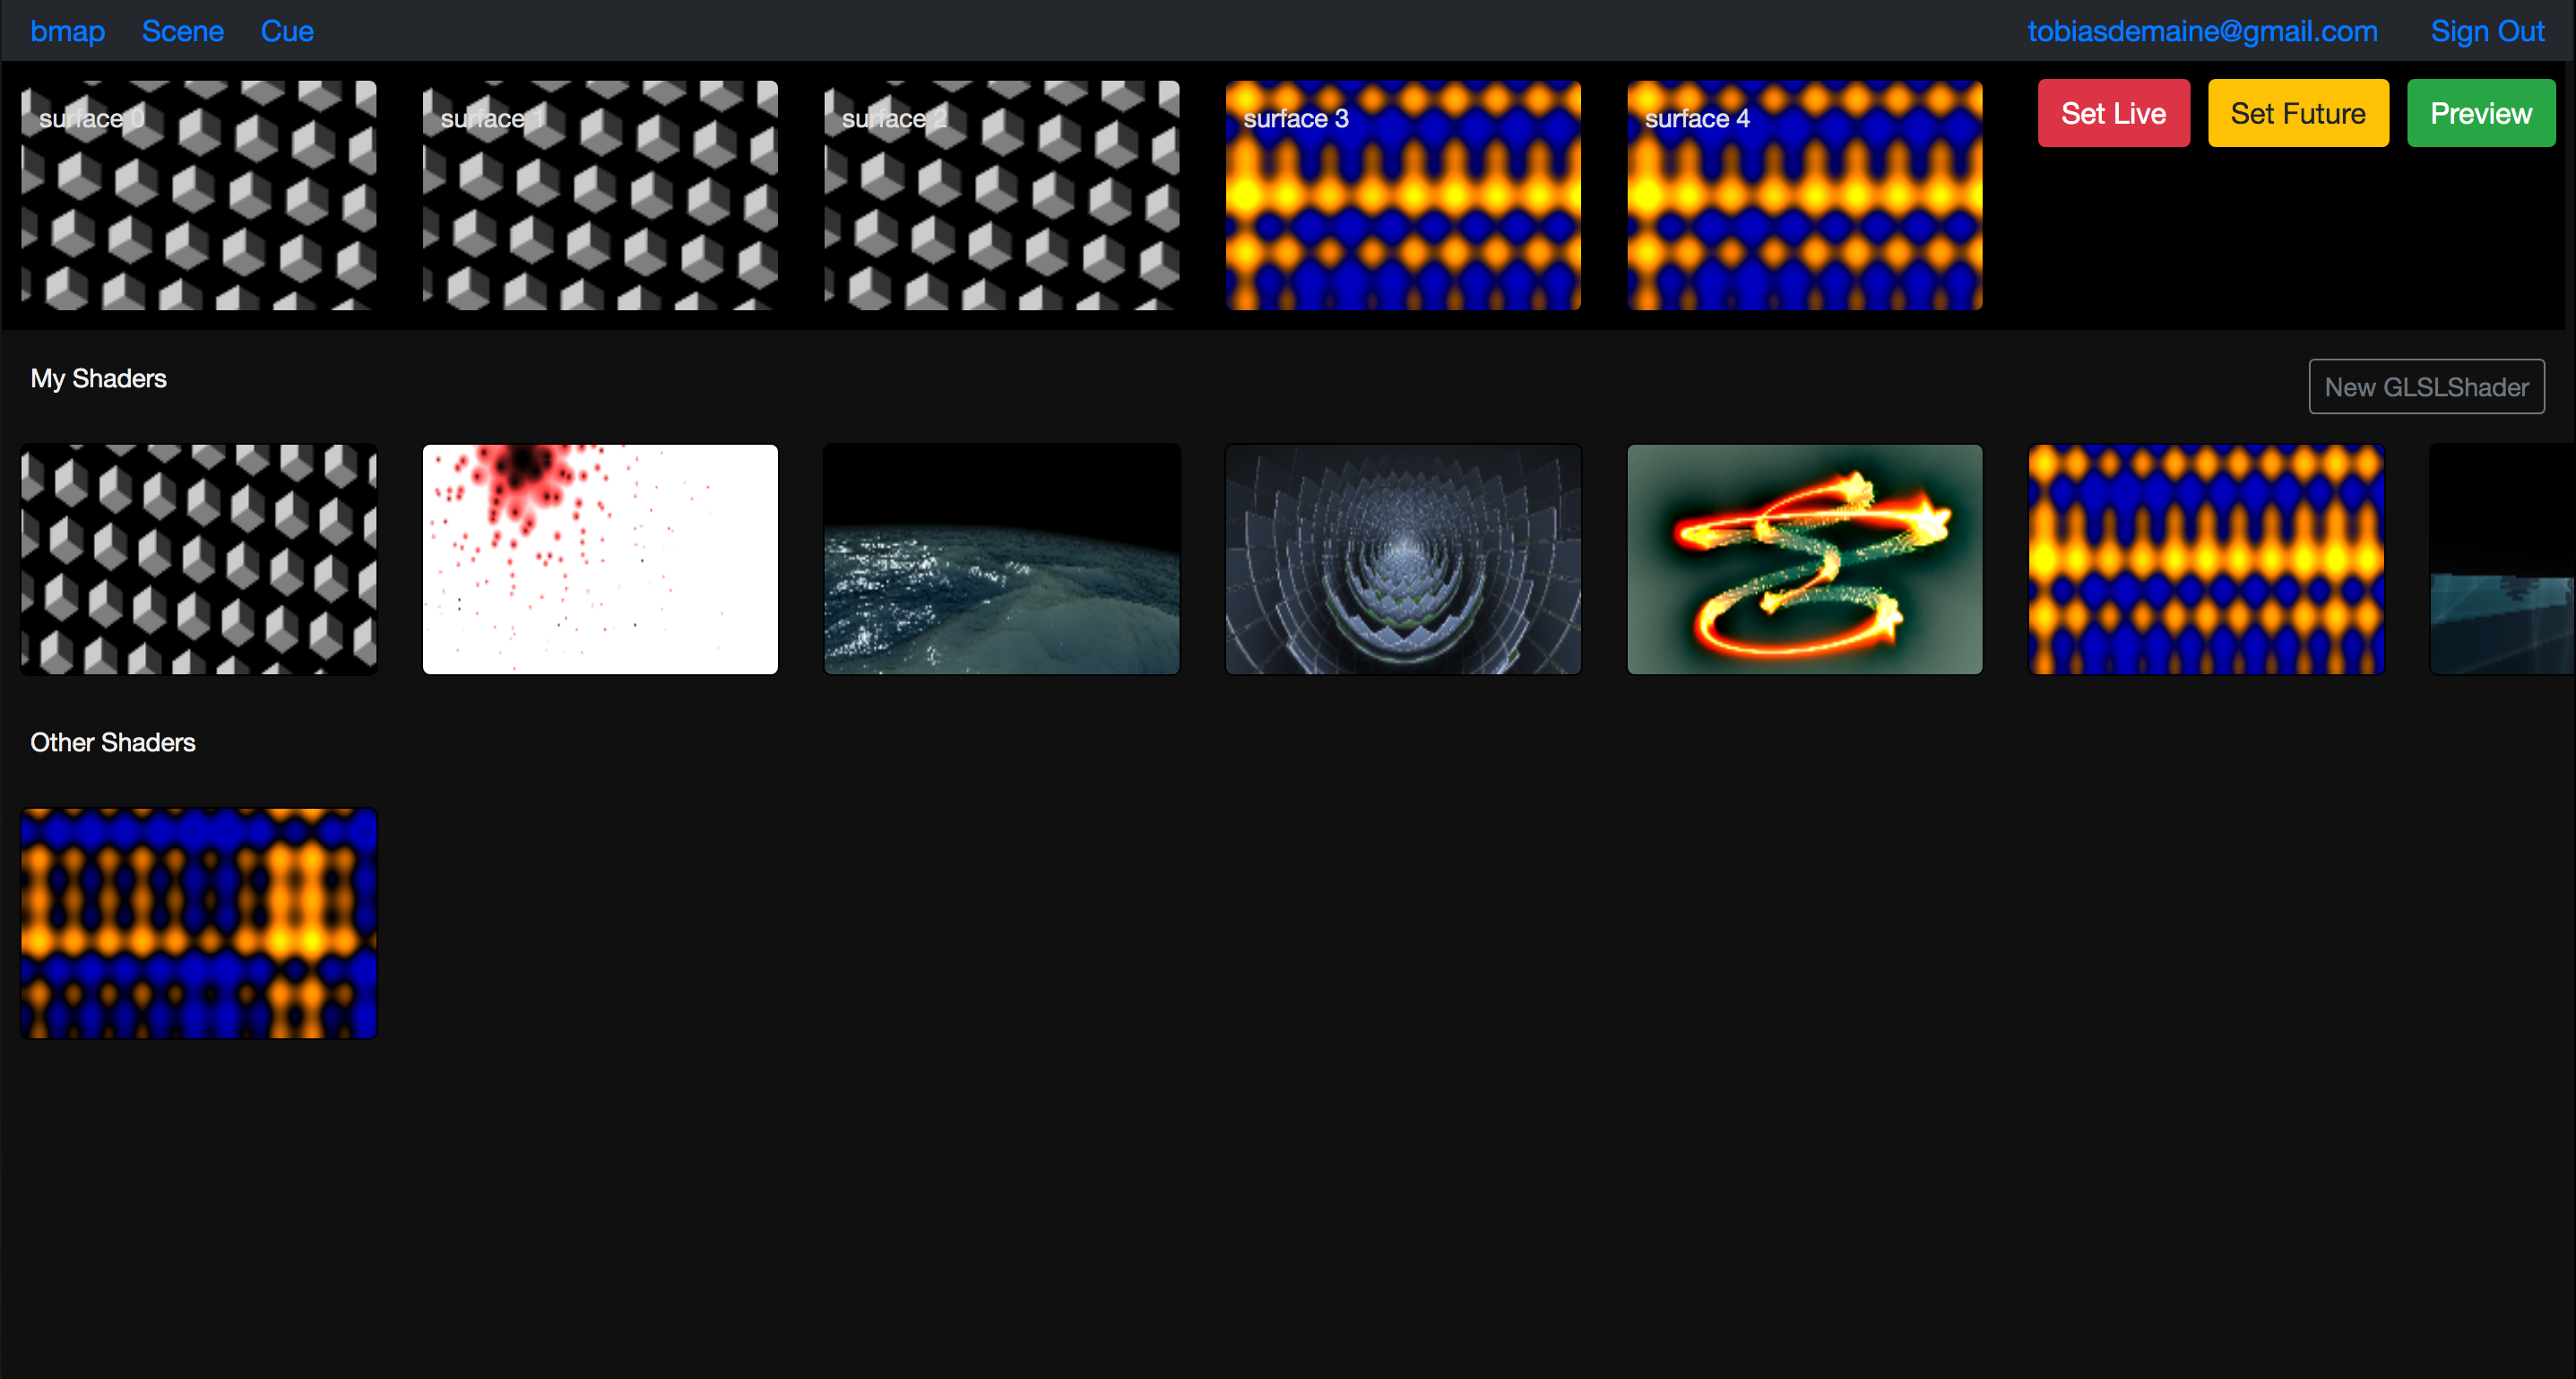 bmap Scene Cue tobiasdemaine@gmail.com Sign Out
surface 0 surface 1 surface 2 surface 3 surface 4 Set Live Set Future Preview
My Shaders New GLSLShader
Other Shaders